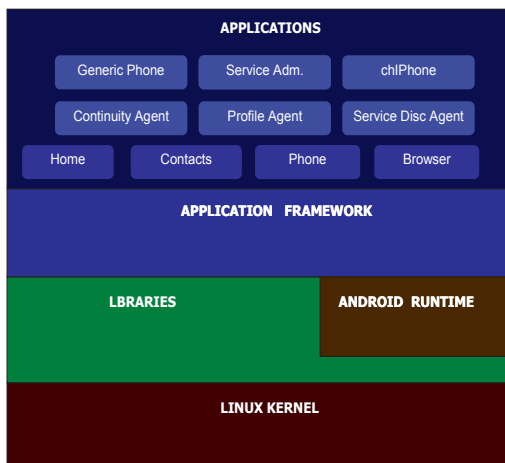 APPLICATIONS
Generic Phone Service Adm. chIPhone
Continuity Agent Profile Agent Service Disc Agent
Home Contacts Phone Browser
APPLICATION FRAMEWORK
LBRARIES ANDROID RUNTIME
LINUX KERNEL